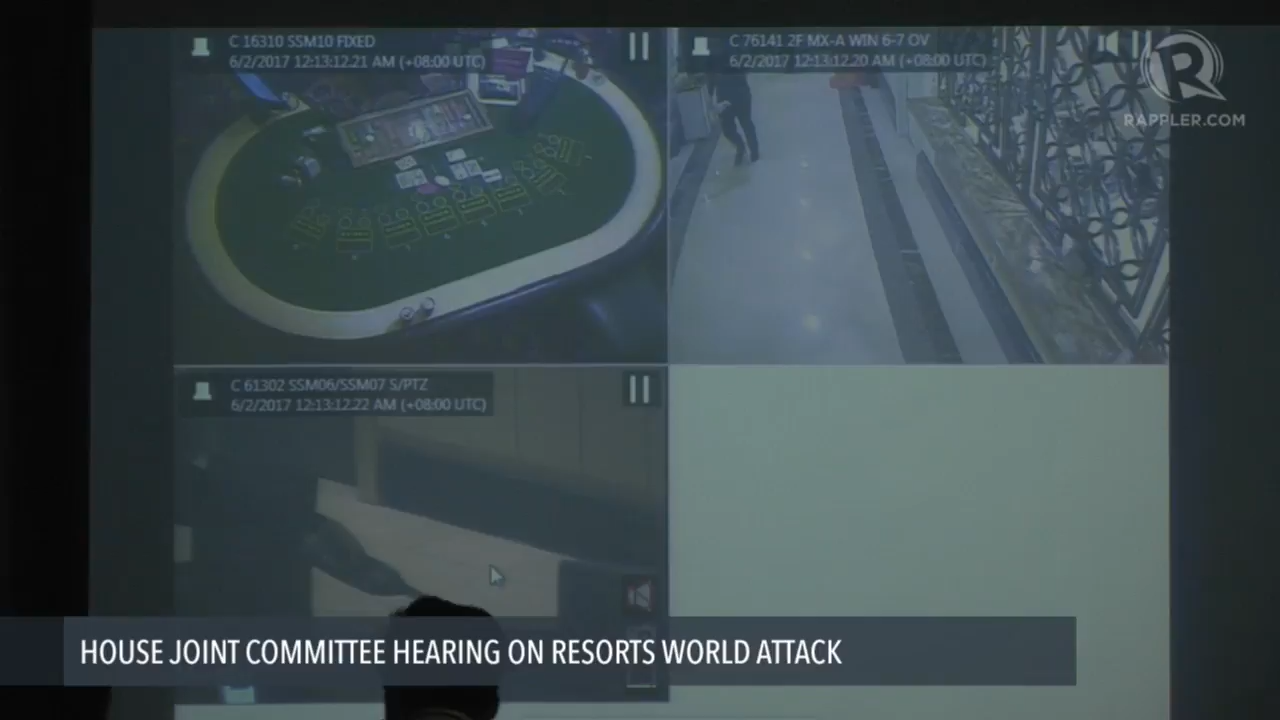 C 16310 SSM10 FIXED
6/2/2017 12:13:12.21 AM (+08:00 UTC)
C 76141 2F MX-A WIN 6-7 OV
6/2/2017 12:13:12.20 AM (+08:00 UTC)
R
RAPPLER.COM
C 61302 SSM06/SSM07 S/PTZ
6/2/2017 12:13:12.22 AM (+08:00 UTC)
HOUSE JOINT COMMITTEE HEARING ON RESORTS WORLD ATTACK